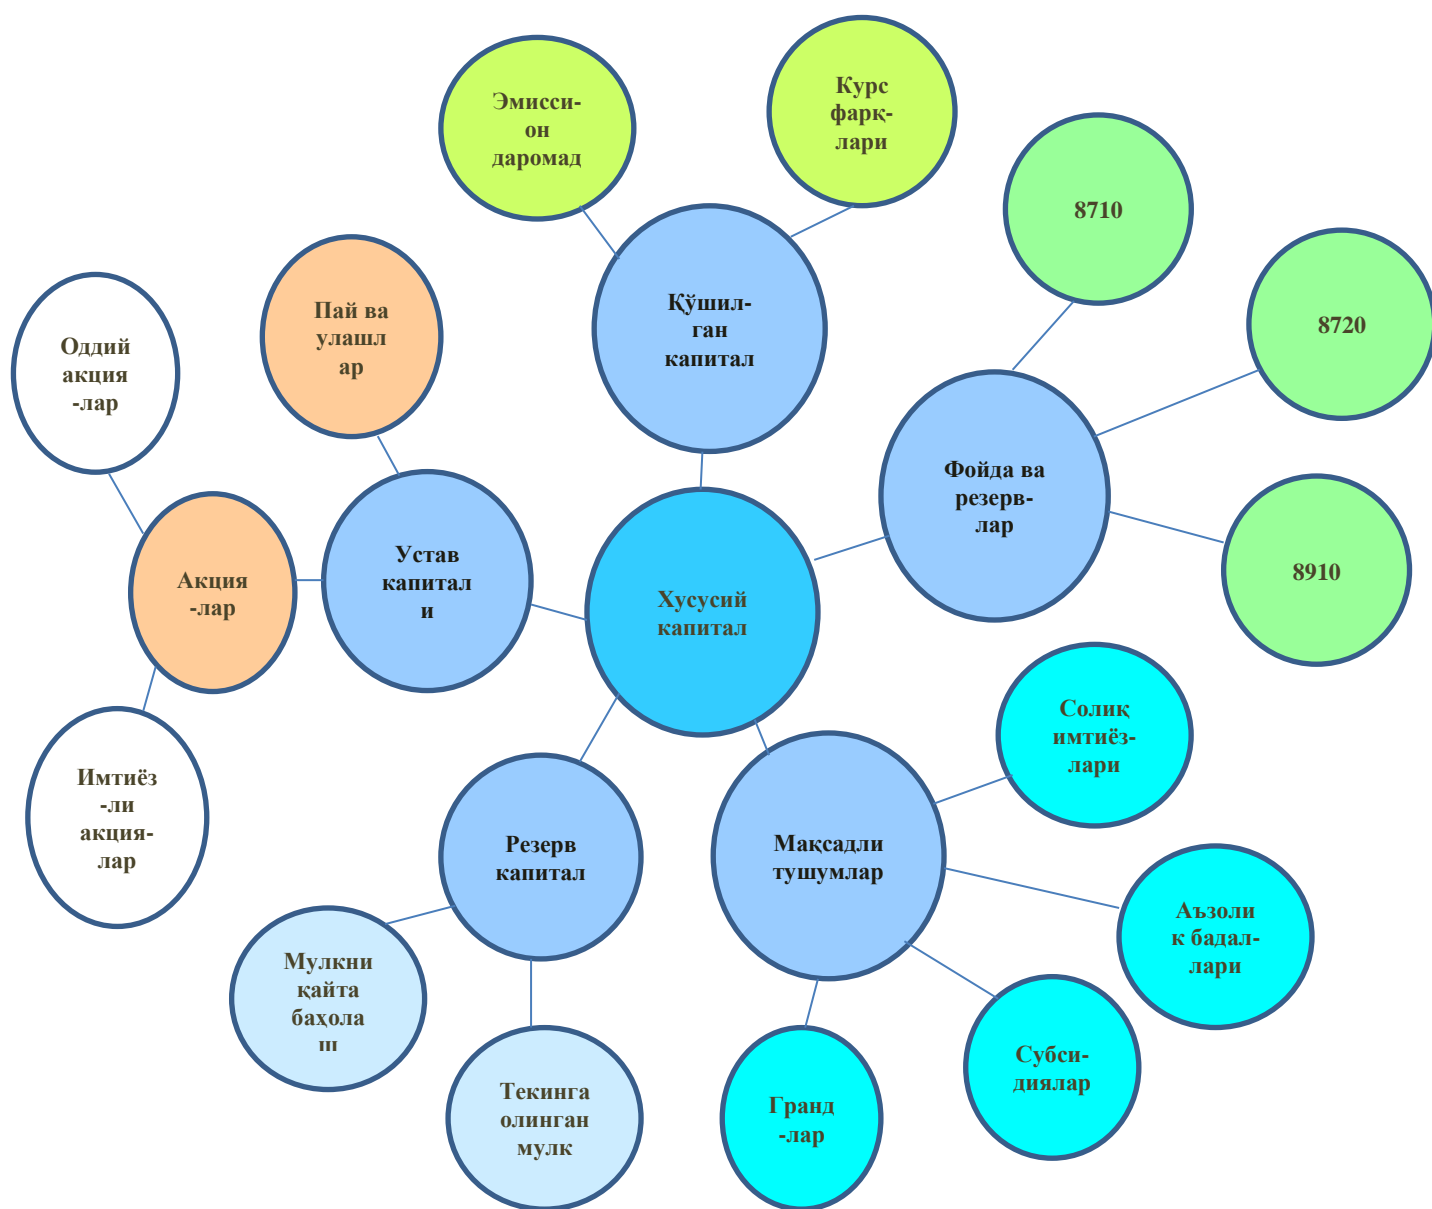 Эмисси-
он
даромад
Курс
фарқ-
лари
8710
8720
8910
Пай ва
улашл
ар
Қўшил-
ган
капитал
Оддий
акция
-лар
Фойда ва
резерв-
лар
Акция
-лар
Устав
капитал
и
Хусусий
капитал
Имтиёз
-ли
акция-
лар
Резерв
капитал
Мақсадли
тушумлар
Солиқ
имтиёз-
лари
Аъзоли
к бадал-
лари
Субси-
диялар
Гранд
-лар
Мулкни
қайта
баҳола
ш
Текинга
олинган
мулк